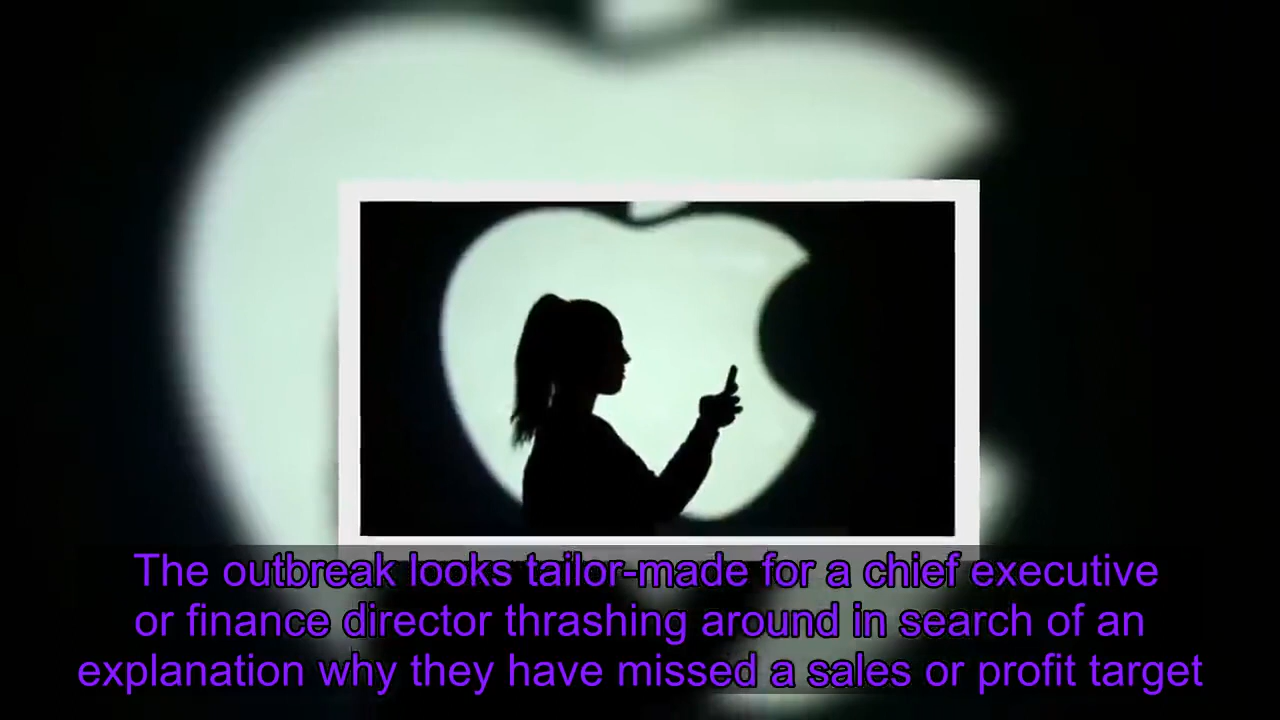 The outbreak looks tailor-made for a chief executive
or finance director thrashing around in search of an
explanation why they have missed a sales or profit target